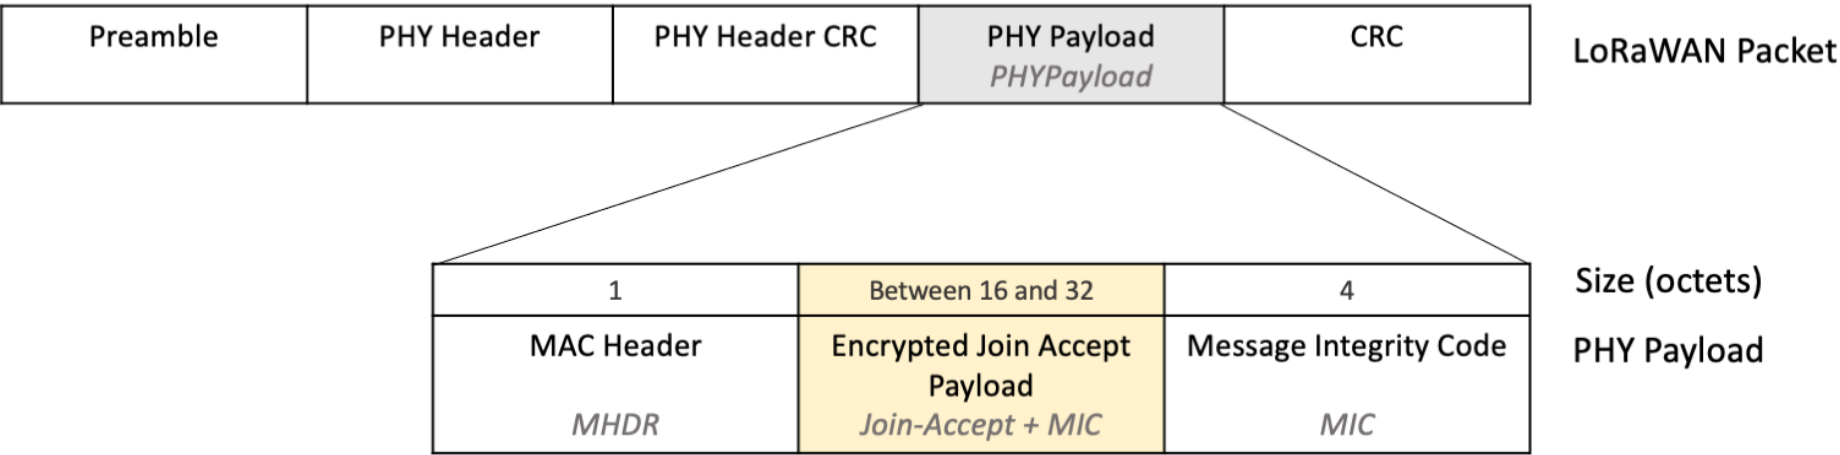 Preamble
PHY Header
PHY Header CRC
PHY Payload
PHYPayload
CRC
LoRaWAN Packet
1
Between 16 and 32
4
Size (octets)
MAC Header
MHDR
Encrypted Join Accept
Payload
Join-Accept + MIC
Message Integrity Code
MIC
PHY Payload